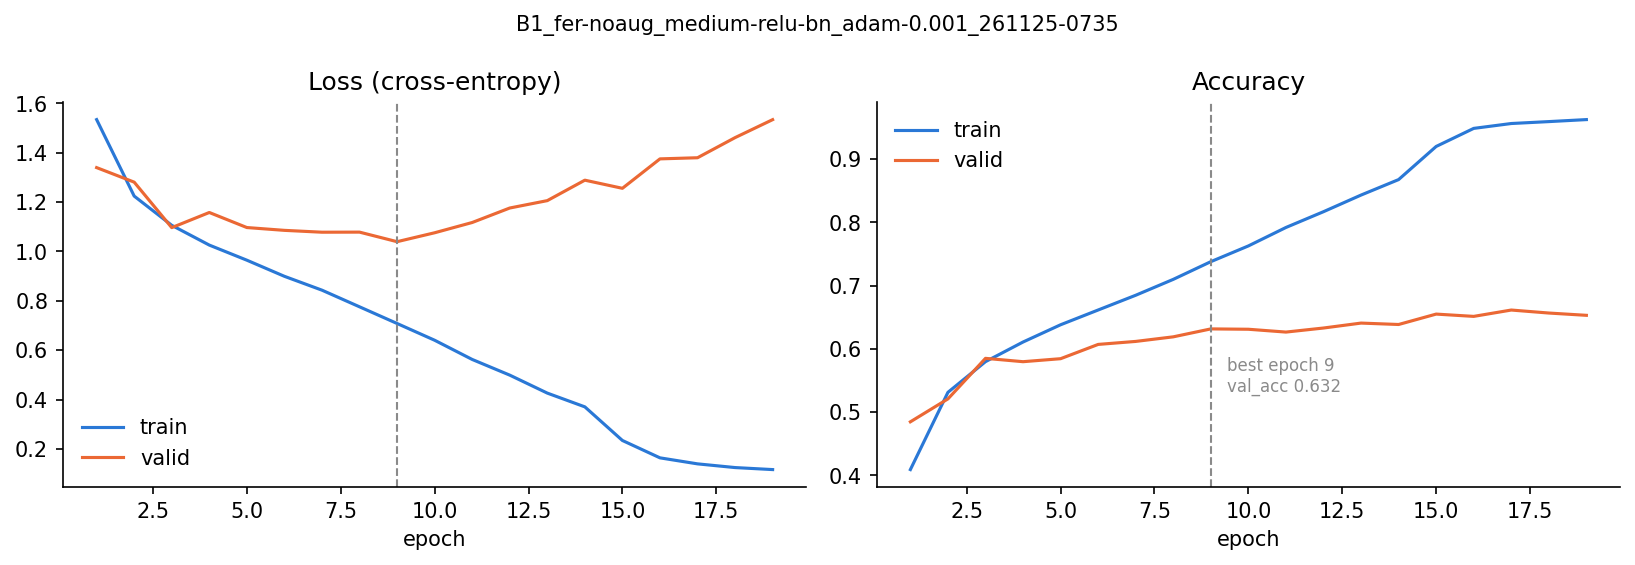 B1_fer-noaug_medium-relu-bn_adam-0.001_261125-0735
Loss (cross-entropy)
1.6
1.4
1.2
1.0
0.8
0.6
0.4
0.2
train
valid
2.5 5.0 7.5 10.0 12.5 15.0 17.5
epoch
Accuracy
train
valid
0.9
0.8
0.7
0.6
0.5
0.4
best epoch 9
val_acc 0.632
2.5 5.0 7.5 10.0 12.5 15.0 17.5
epoch